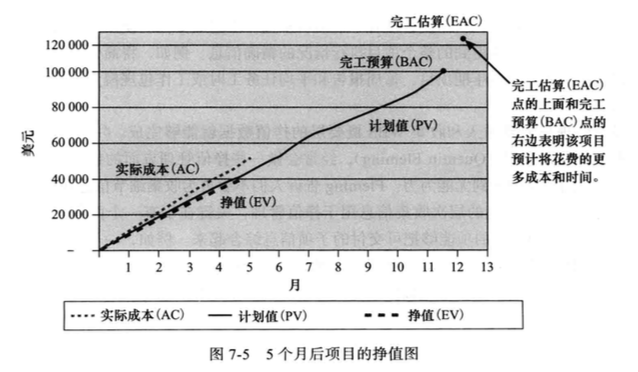 完工估算(EAC)
120 000
完工预算(BAC)
100 000
80 000
计划值(PV)
60 000
实际成本(AC)
40 000
挣值(EV)
20 000
–
美元
1 2 3 4 5 6 7 8 9 10 11 12 13
月
完工估算(EAC)
点的上面和完工
预算(BAC)点的
右边表明该项目
预计将花费的更
多成本和时间。
实际成本(AC) 计划值(PV) 挣值(EV)
图 7-5 5 个月后项目的挣值图